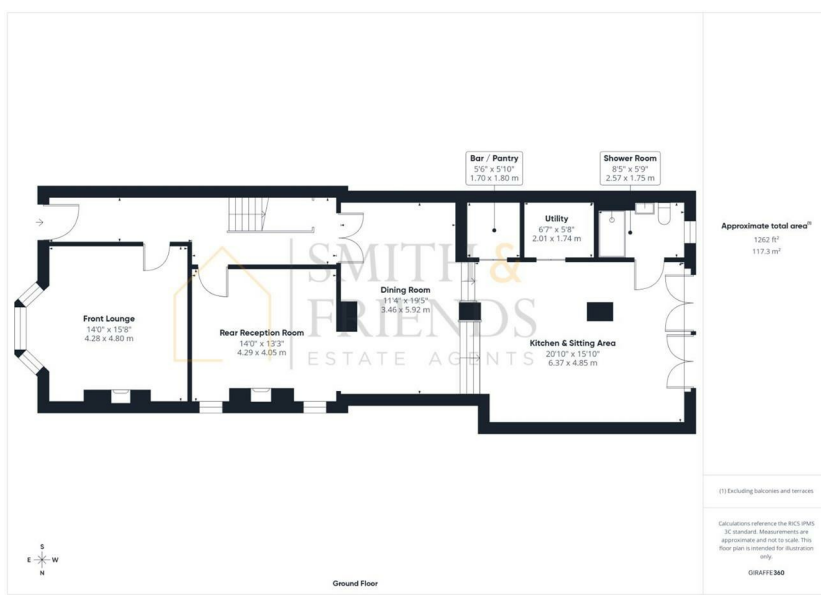 Bar / Pantry
5'6" x 5'10"
1.70 x 1.80 m
Shower Room
8'5" x 5'9"
2.57 x 1.75 m
Utility
6'7" x 5'8"
2.01 x 1.74 m
Approximate total area(1)
1262 ft²
117.3 m²
SMITH &
FRIENDS
ESTATE AGENTS
Dining Room
11'4" x 19'5"
3.46 x 5.92 m
Front Lounge
14'0" x 15'8"
4.28 x 4.80 m
Rear Reception Room
14'0" x 13'3"
4.29 x 4.05 m
Kitchen & Sitting Area
20'10" x 15'10"
6.37 x 4.85 m
(1) Excluding balconies and terraces
Calculations reference the RICS IPMS
3C standard. Measurements are
approximate and not to scale. This
floor plan is intended for illustration
only.
GIRAFFE360
S
E W
N
Ground Floor